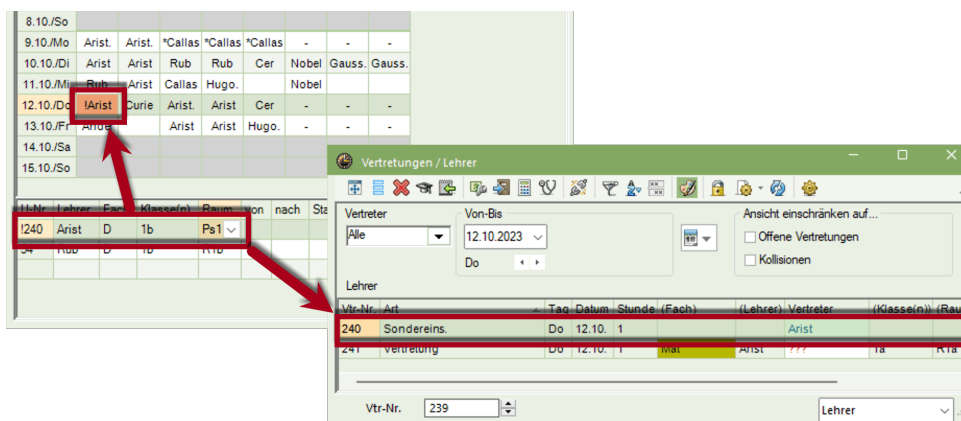 8.10./So
9.10./Mo Arist. Arist. *Callas *Callas *Callas - - -
10.10./Di Arist Arist Rub Rub Cer Nobel Gauss. Gauss.
11.10./Mi Rub Arist Callas Hugo. Nobel
12.10./Do !Arist Curie Arist. Arist Cer - - -
13.10./Fr Ande Arist Arist Hugo. - - -
14.10./Sa
15.10./So
U-Nr. Lehrer Fach Klasse(n) Raum von nach Sta
!240 Arist D 1b Ps1
54 Rub D 1b R1b
Vertretungen / Lehrer
Vertreter Von-Bis Ansicht einschränken auf...
Alle 12.10.2023 Offene Vertretungen
Do Kollisionen
Lehrer
Vtr-Nr. Art Tag Datum Stunde (Fach) (Lehrer) Vertreter (Klasse(n)) (Rau
240 Sondereins. Do 12.10. 1 Arist
241 Vertretung Do 12.10. 1 Mat Arist ??? 1a R1a
Vtr-Nr. 239 Lehrer